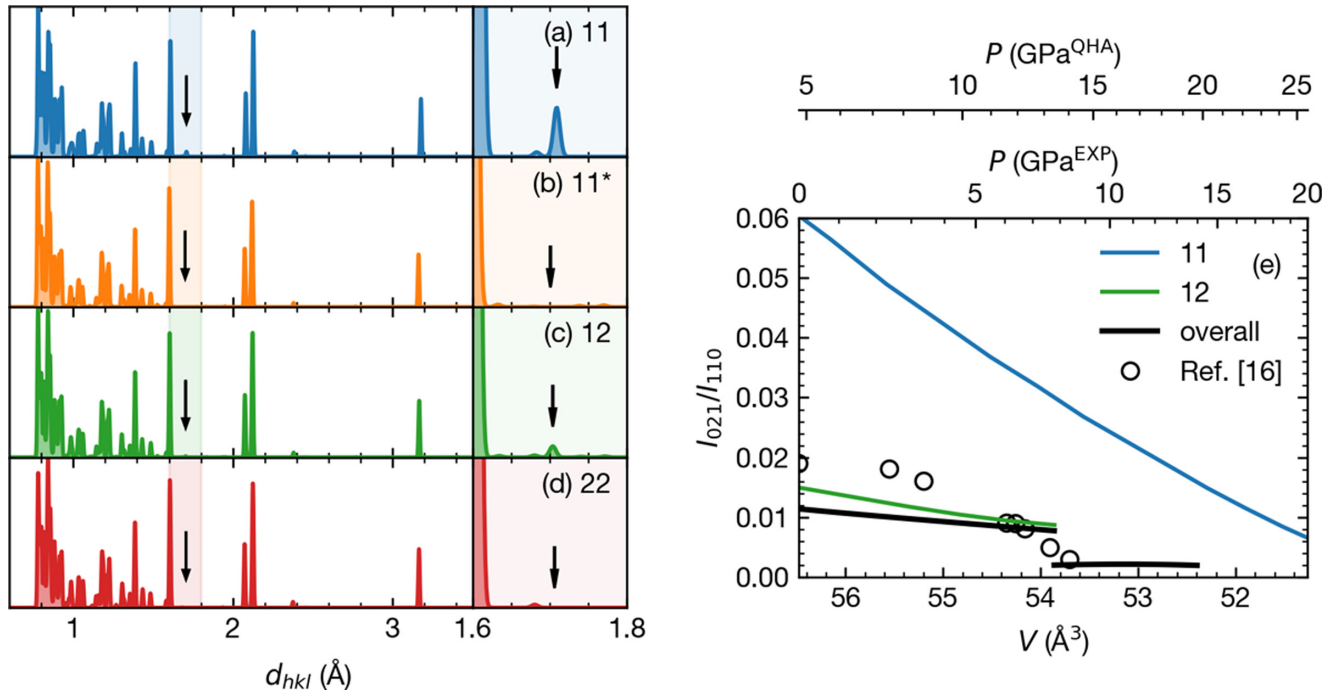 (a) 11
(b) 11*
(c) 12
(d) 22
1 2 3 1.6 1.8
d_hkl (Å)
P (GPa^QHA)
5 10 15 20 25
P (GPa^EXP)
0 5 10 15 20
0.06
0.05
0.04
0.03
0.02
0.01
0.00
I_021/I_110
11
12
overall
Ref. [16]
(e)
56 55 54 53 52
V (Å³)